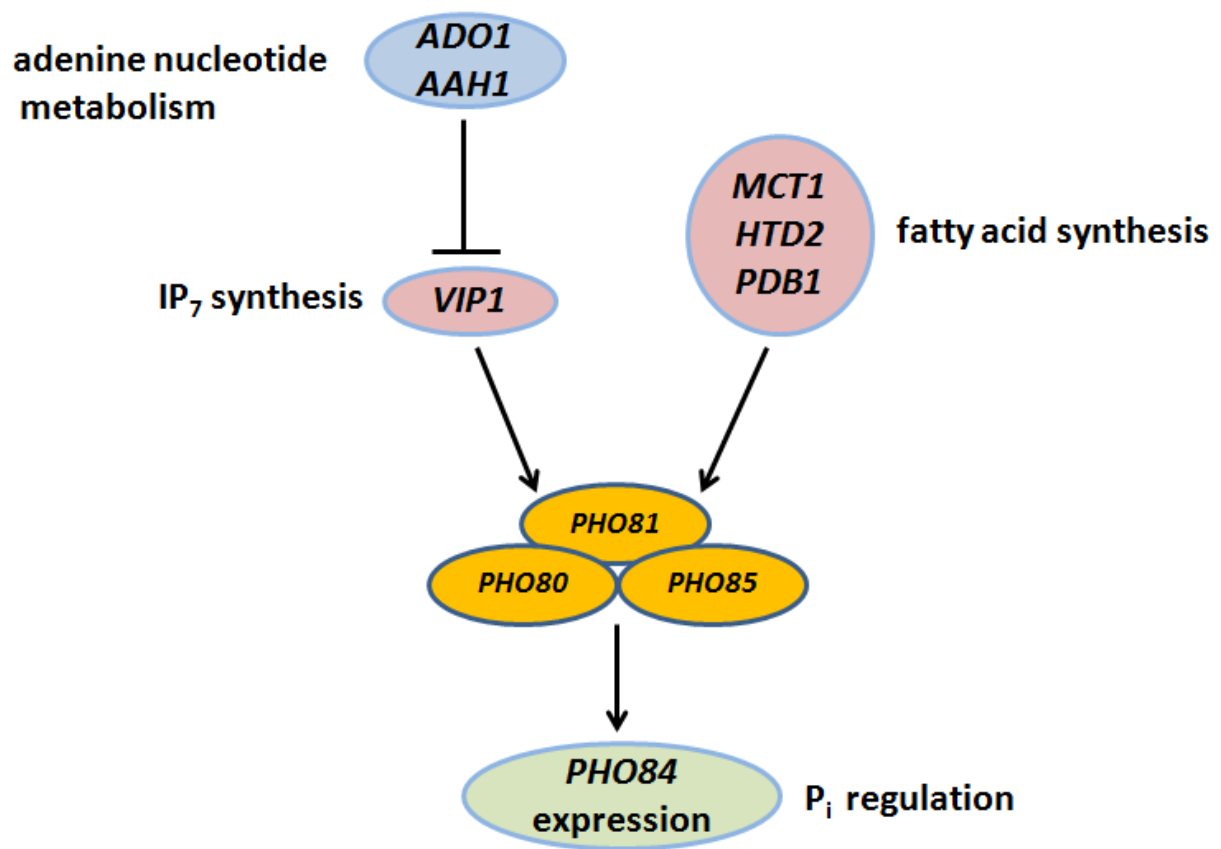 adenine nucleotide
metabolism
ADO1
AAH1
MCT1
HTD2
PDB1
fatty acid synthesis
IP₇ synthesis
VIP1
PHO81
PHO80
PHO85
PHO84
expression
Pᵢ regulation